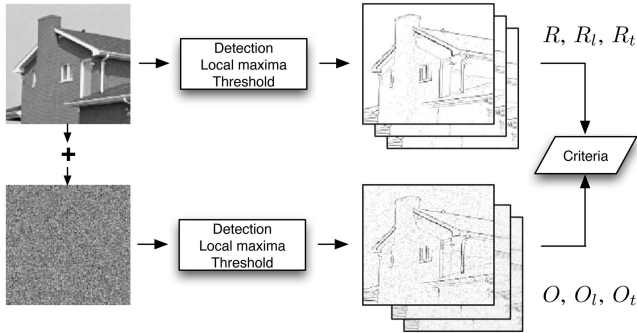 Detection
Local maxima
Threshold
R, R_l, R_t
+
Criteria
Detection
Local maxima
Threshold
O, O_l, O_t